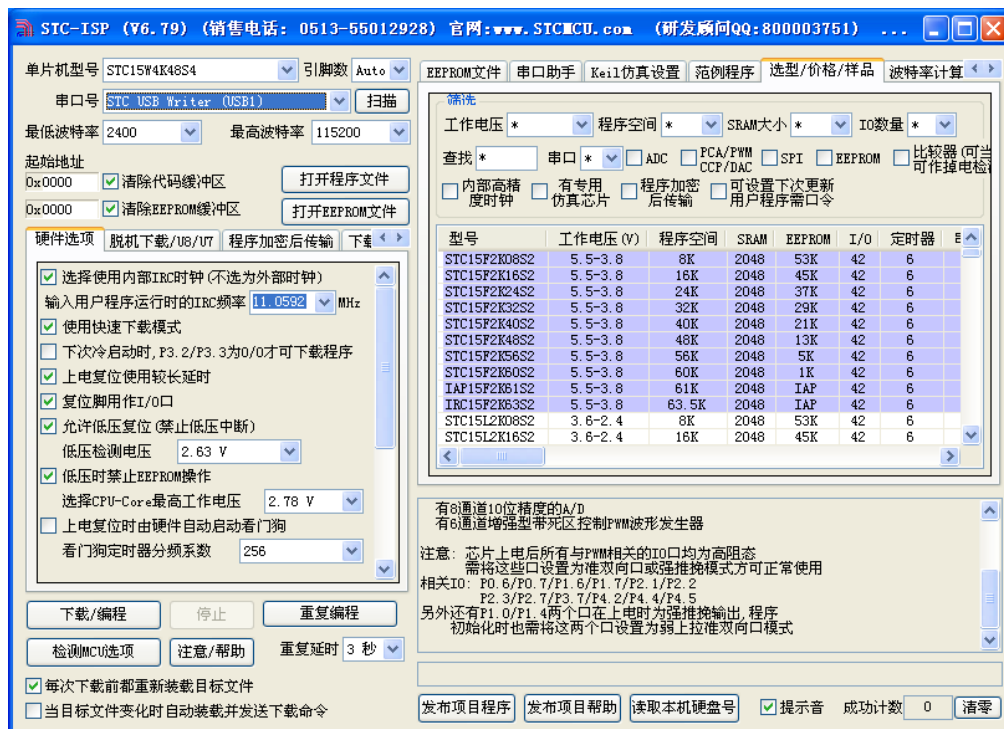 STC-ISP (V6.79) (销售电话: 0513-55012928) 官网:www.STCMCU.com (研发顾问QQ:800003751) ...
单片机型号 STC15W4K48S4 引脚数 Auto
串口号 STC USB Writer (USB1) 扫描
最低波特率 2400 最高波特率 115200
起始地址
0x0000 清除代码缓冲区 打开程序文件
0x0000 清除EEPROM缓冲区 打开EEPROM文件
硬件选项 脱机下载/U8/U7 程序加密后传输 下载
选择使用内部IRC时钟(不选为外部时钟)
输入用户程序运行时的IRC频率 11.0592 MHz
使用快速下载模式
下次冷启动时,P3.2/P3.3为0/0才可下载程序
上电复位使用较长延时
复位脚用作I/O口
允许低压复位(禁止低压中断)
低压检测电压 2.63 V
低压时禁止EEPROM操作
选择CPU-Core最高工作电压 2.78 V
上电复位时由硬件自动启动看门狗
看门狗定时器分频系数 256
下载/编程 停止 重复编程
检测MCU选项 注意/帮助 重复延时 3 秒
每次下载前都重新装载目标文件
当目标文件变化时自动装载并发送下载命令
EEPROM文件 串口助手 Keil仿真设置 范例程序 选型/价格/样品 波特率计算
筛选
工作电压 * 程序空间 * SRAM大小 * IO数量 *
查找 * 串口 * ADC PCA/PWM CCP/DAC SPI EEPROM 比较器(可当 可作掉电检
内部高精度时钟 有专用仿真芯片 程序加密后传输 可设置下次更新用户程序需口令
型号 工作电压(V) 程序空间 SRAM EEPROM I/O 定时器
STC15F2K08S2 5.5-3.8 8K 2048 53K 42 6
STC15F2K16S2 5.5-3.8 16K 2048 45K 42 6
STC15F2K24S2 5.5-3.8 24K 2048 37K 42 6
STC15F2K32S2 5.5-3.8 32K 2048 29K 42 6
STC15F2K40S2 5.5-3.8 40K 2048 21K 42 6
STC15F2K48S2 5.5-3.8 48K 2048 13K 42 6
STC15F2K56S2 5.5-3.8 56K 2048 5K 42 6
STC15F2K60S2 5.5-3.8 60K 2048 1K 42 6
IAP15F2K61S2 5.5-3.8 61K 2048 IAP 42 6
IRC15F2K63S2 5.5-3.8 63.5K 2048 IAP 42 6
STC15L2K08S2 3.6-2.4 8K 2048 53K 42 6
STC15L2K16S2 3.6-2.4 16K 2048 45K 42 6
有8通道10位精度的A/D
有6通道增强型带死区控制PWM波形发生器
注意: 芯片上电后所有与PWM相关的IO口均为高阻态
需将这些口设置为准双向口或强推挽模式方可正常使用
相关IO: P0.6/P0.7/P1.6/P1.7/P2.1/P2.2
P2.3/P2.7/P3.7/P4.2/P4.4/P4.5
另外还有P1.0/P1.4两个口在上电时为强推挽输出,程序
初始化时也需将这两个口设置为弱上拉准双向口模式
发布项目程序 发布项目帮助 读取本机硬盘号 提示音 成功计数 0 清零